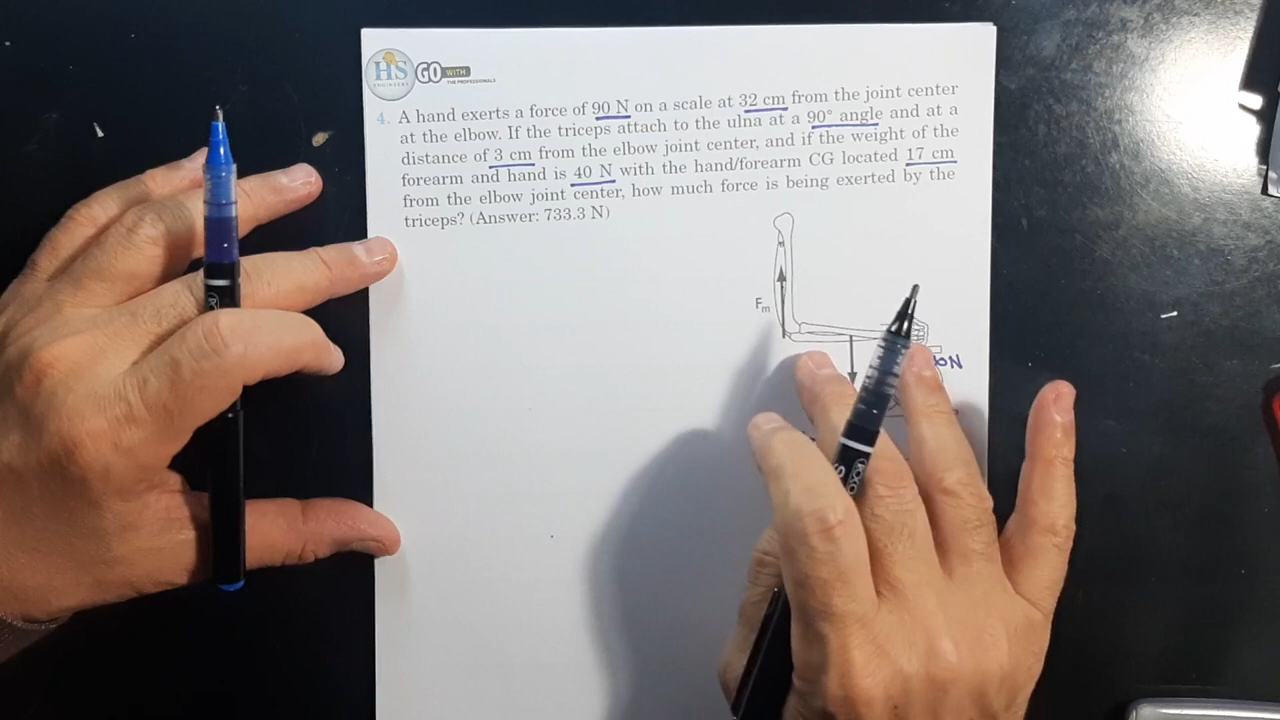 HS
ENGINEERS
GO WITH
THE PROFESSIONALS
4. A hand exerts a force of 90 N on a scale at 32 cm from the joint center
at the elbow. If the triceps attach to the ulna at a 90° angle and at a
distance of 3 cm from the elbow joint center, and if the weight of the
forearm and hand is 40 N with the hand/forearm CG located 17 cm
from the elbow joint center, how much force is being exerted by the
triceps? (Answer: 733.3 N)
Fm